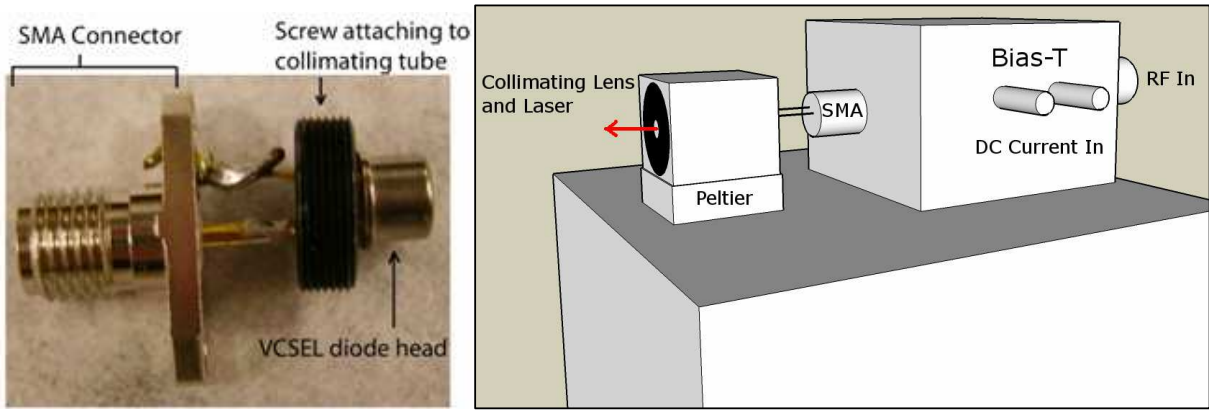 SMA Connector
Screw attaching to
collimating tube
VCSEL diode head
Collimating Lens
and Laser
Bias-T
RF In
SMA
DC Current In
Peltier